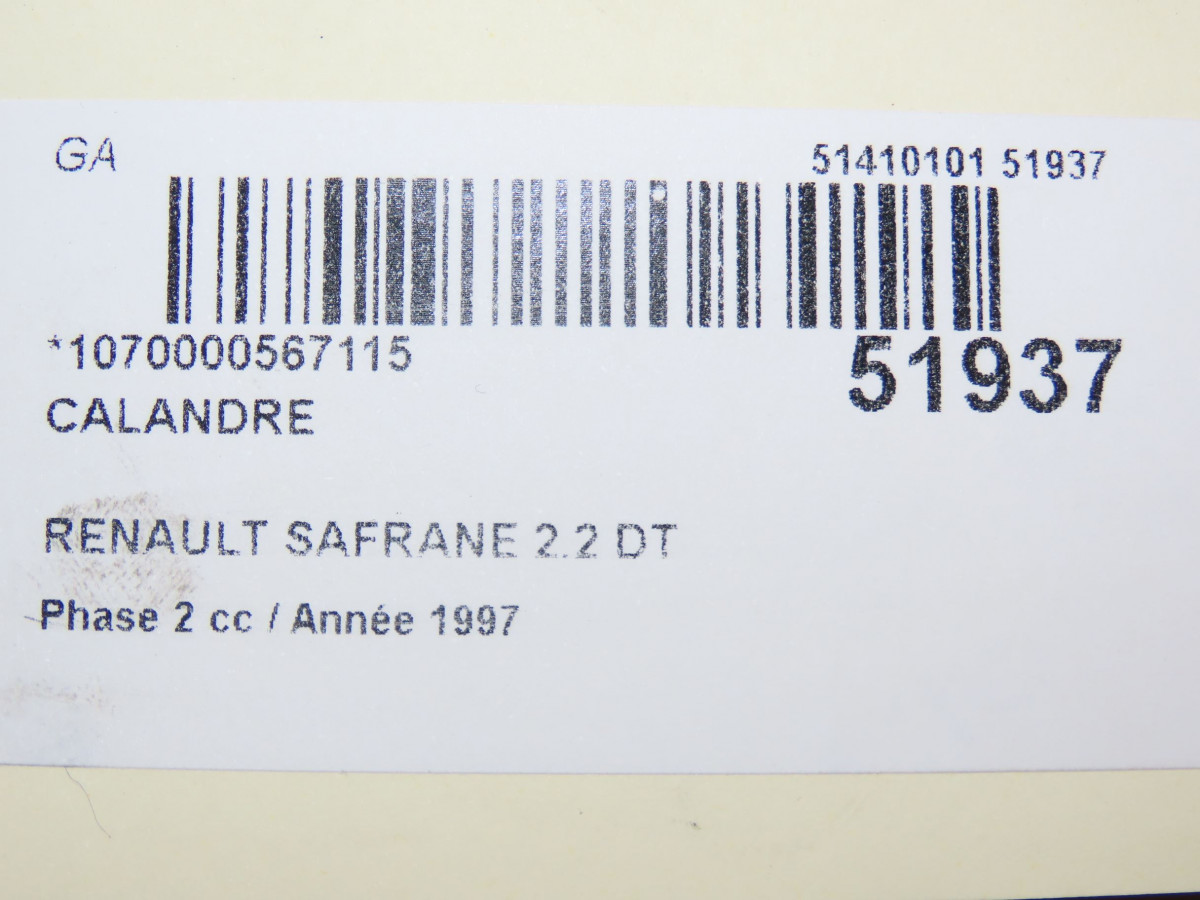 GA
51410101 51937
*1070000567115
51937
CALANDRE
RENAULT SAFRANE 2.2 DT
Phase 2 cc / Année 1997